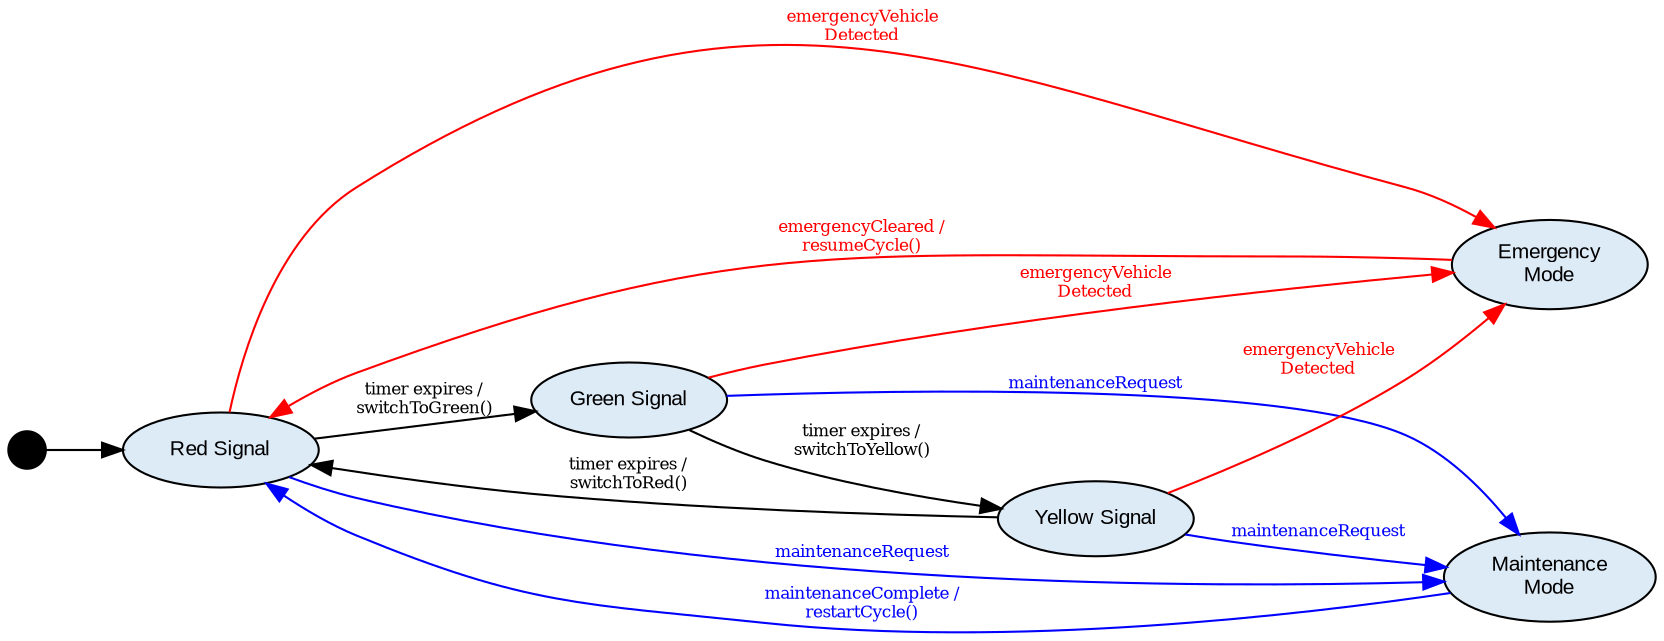 emergencyVehicle
Detected
emergencyCleared /
resumeCycle()
emergencyVehicle
Detected
Emergency
Mode
emergencyVehicle
Detected
timer expires /
switchToGreen()
Green Signal
maintenanceRequest
Red Signal
timer expires /
switchToYellow()
timer expires /
switchToRed()
Yellow Signal
maintenanceRequest
maintenanceRequest
Maintenance
Mode
maintenanceComplete /
restartCycle()